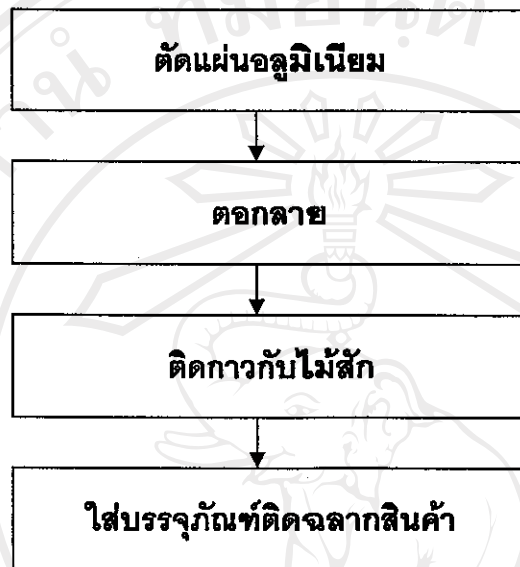 ตัดแผ่นอลูมิเนียม
ตอกลาย
ติดกาวกับไม้สัก
ใส่บรรจุภัณฑ์ติดฉลากสินค้า